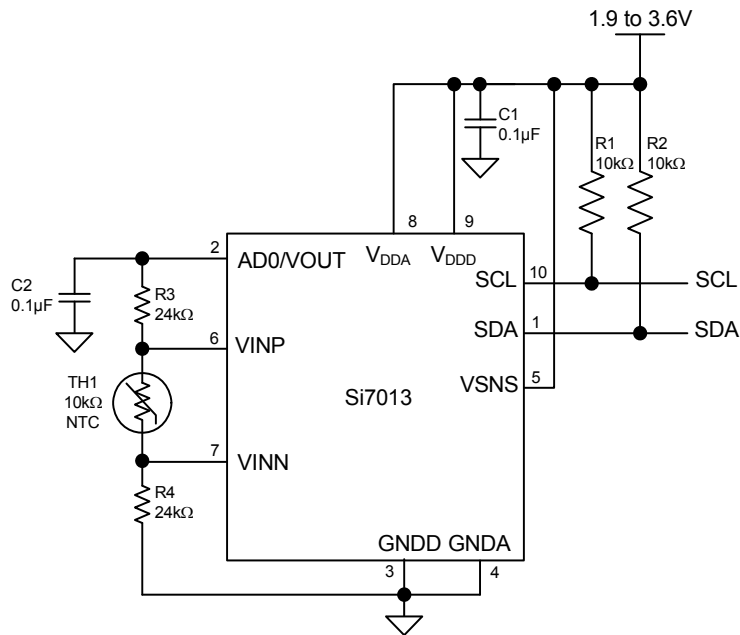 1.9 to 3.6V
C1
0.1µF
R1
10kΩ
R2
10kΩ
8
9
2
AD0/VOUT
VDDA
VDDD
SCL
10
SCL
C2
0.1µF
R3
24kΩ
SDA
1
SDA
6
VINP
VSNS
5
TH1
10kΩ
NTC
Si7013
7
VINN
R4
24kΩ
GNDD
GNDA
3
4